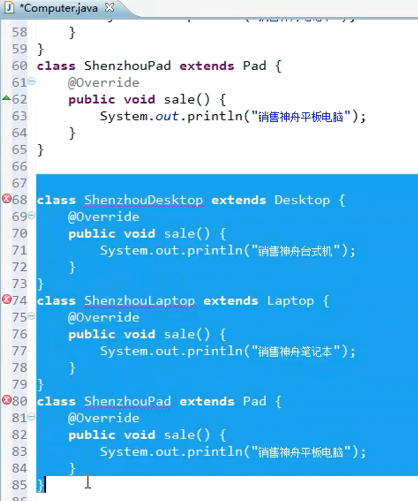 *Computer.java
58 }
59 }
60 class ShenzhouPad extends Pad {
61 @Override
62 public void sale() {
63 System.out.println("销售神舟平板电脑");
64 }
65 }
66
67
68 class ShenzhouDesktop extends Desktop {
69 @Override
70 public void sale() {
71 System.out.println("销售神舟台式机");
72 }
73 }
74 class ShenzhouLaptop extends Laptop {
75 @Override
76 public void sale() {
77 System.out.println("销售神舟笔记本");
78 }
79 }
80 class ShenzhouPad extends Pad {
81 @Override
82 public void sale() {
83 System.out.println("销售神舟平板电脑");
84 }
85 }